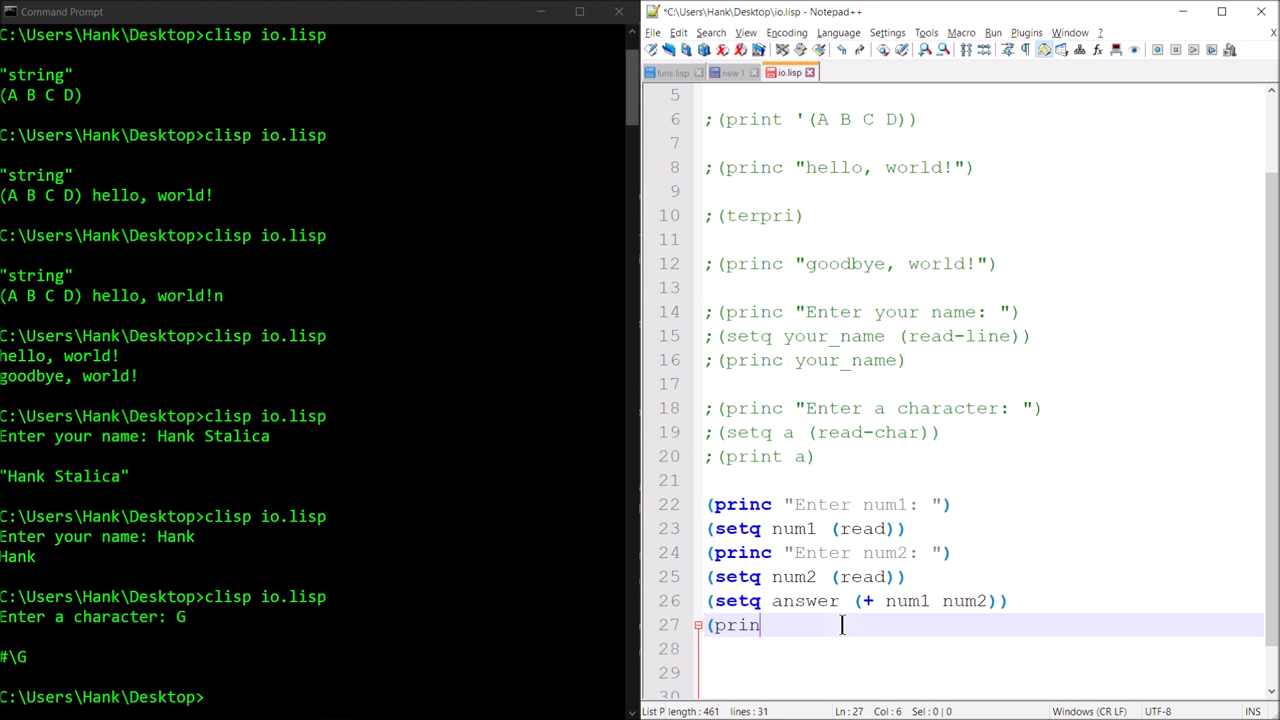 Command Prompt
C:\Users\Hank\Desktop>clisp io.lisp
"string"
(A B C D)
C:\Users\Hank\Desktop>clisp io.lisp
"string"
(A B C D) hello, world!
C:\Users\Hank\Desktop>clisp io.lisp
"string"
(A B C D) hello, world!n
C:\Users\Hank\Desktop>clisp io.lisp
hello, world!
goodbye, world!
C:\Users\Hank\Desktop>clisp io.lisp
Enter your name: Hank Stalica
"Hank Stalica"
C:\Users\Hank\Desktop>clisp io.lisp
Enter your name: Hank
Hank
C:\Users\Hank\Desktop>clisp io.lisp
Enter a character: G
#\G
C:\Users\Hank\Desktop>
*C:\Users\Hank\Desktop\io.lisp - Notepad++
File Edit Search View Encoding Language Settings Tools Macro Run Plugins Window ? X
funs.lisp new 1 io.lisp
5
6 ;(print '(A B C D))
7
8 ;(princ "hello, world!")
9
10 ;(terpri)
11
12 ;(princ "goodbye, world!")
13
14 ;(princ "Enter your name: ")
15 ;(setq your_name (read-line))
16 ;(princ your_name)
17
18 ;(princ "Enter a character: ")
19 ;(setq a (read-char))
20 ;(print a)
21
22 (princ "Enter num1: ")
23 (setq num1 (read))
24 (princ "Enter num2: ")
25 (setq num2 (read))
26 (setq answer (+ num1 num2))
27 (prin
28
29
30
List P length: 461 lines: 31 Ln: 27 Col: 6 Sel: 0 | 0 Windows (CR LF) UTF-8 INS